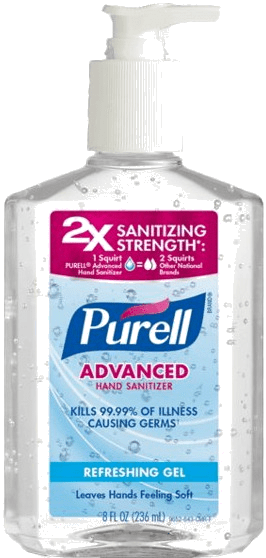 2X SANITIZING
STRENGTH*:
1 Squirt
PURELL® Advanced
Hand Sanitizer
=
2 Squirts
Other National
Brands
Purell
ADVANCED
HAND SANITIZER
KILLS 99.99% OF ILLNESS
CAUSING GERMS†
REFRESHING GEL
Leaves Hands Feeling Soft
8 FL OZ (236 mL)